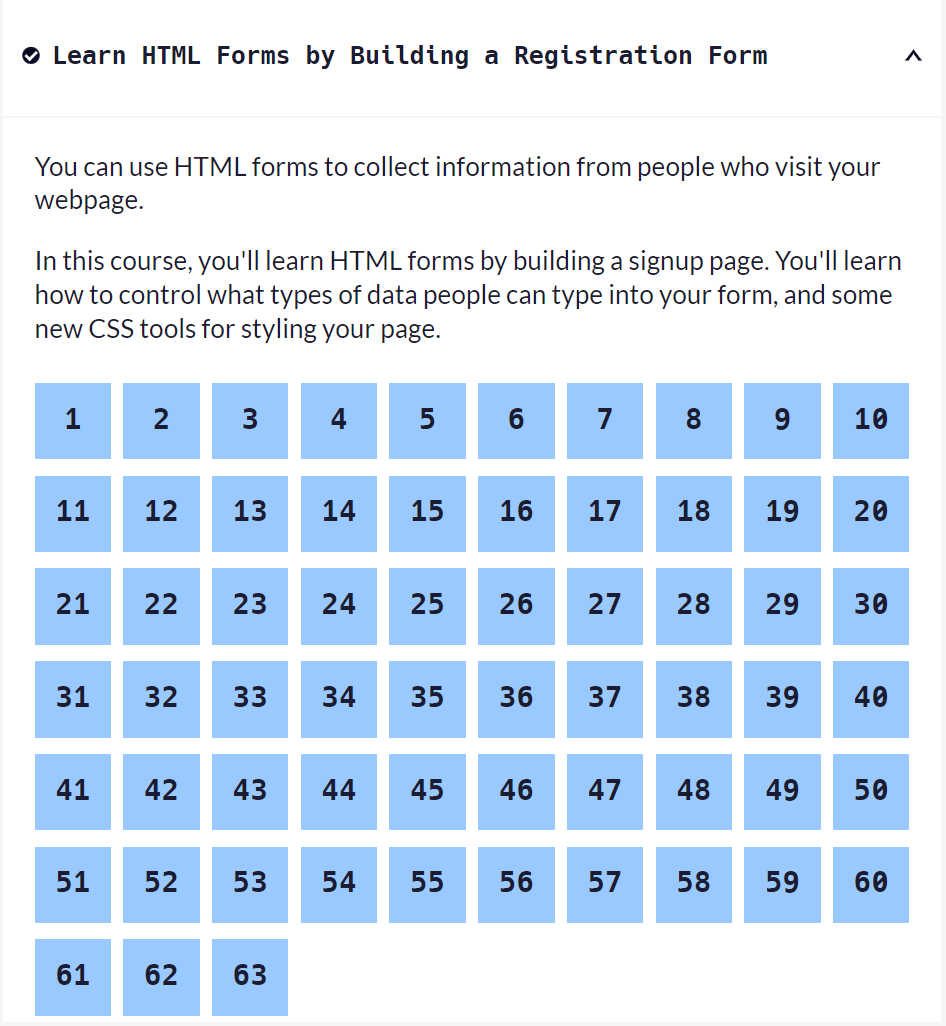 Learn HTML Forms by Building a Registration Form
You can use HTML forms to collect information from people who visit your
webpage.
In this course, you'll learn HTML forms by building a signup page. You'll learn
how to control what types of data people can type into your form, and some
new CSS tools for styling your page.
1 2 3 4 5 6 7 8 9 10
11 12 13 14 15 16 17 18 19 20
21 22 23 24 25 26 27 28 29 30
31 32 33 34 35 36 37 38 39 40
41 42 43 44 45 46 47 48 49 50
51 52 53 54 55 56 57 58 59 60
61 62 63